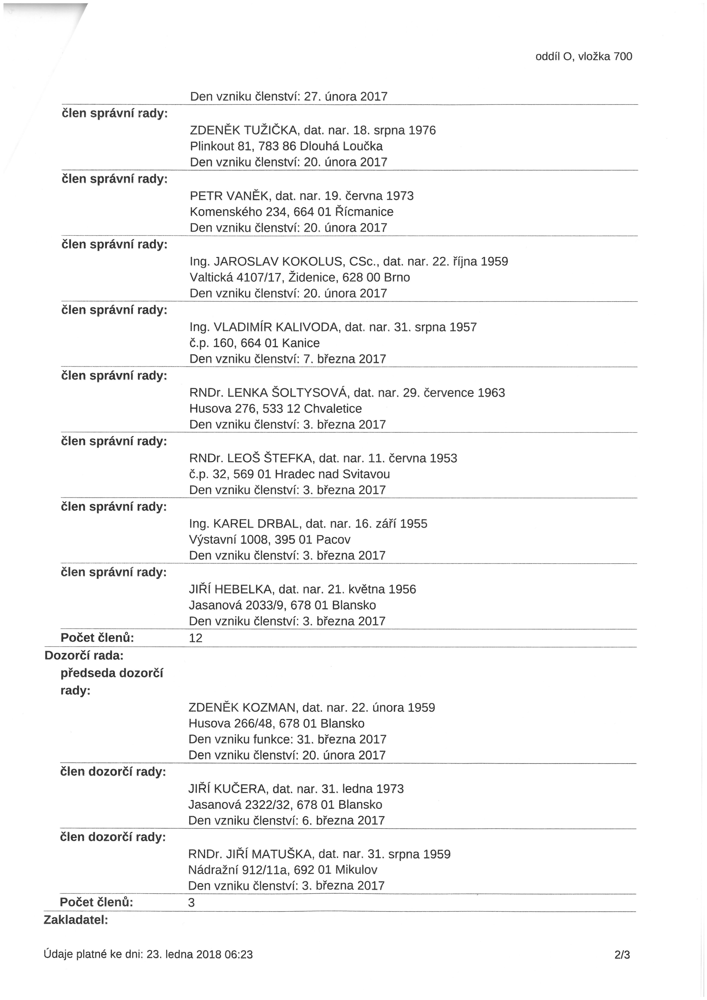 oddíl O, vložka 700
Den vzniku členství: 27. února 2017
člen správní rady:
ZDENĚK TUŽIČKA, dat. nar. 18. srpna 1976
Plinkout 81, 783 86 Dlouhá Loučka
Den vzniku členství: 20. února 2017
člen správní rady:
PETR VANĚK, dat. nar. 19. června 1973
Komenského 234, 664 01 Řícmanice
Den vzniku členství: 20. února 2017
člen správní rady:
Ing. JAROSLAV KOKOLUS, CSc., dat. nar. 22. října 1959
Valtická 4107/17, Židenice, 628 00 Brno
Den vzniku členství: 20. února 2017
člen správní rady:
Ing. VLADIMÍR KALIVODA, dat. nar. 31. srpna 1957
č.p. 160, 664 01 Kanice
Den vzniku členství: 7. března 2017
člen správní rady:
RNDr. LENKA ŠOLTYSOVÁ, dat. nar. 29. července 1963
Husova 276, 533 12 Chvaletice
Den vzniku členství: 3. března 2017
člen správní rady:
RNDr. LEOŠ ŠTEFKA, dat. nar. 11. června 1953
č.p. 32, 569 01 Hradec nad Svitavou
Den vzniku členství: 3. března 2017
člen správní rady:
Ing. KAREL DRBAL, dat. nar. 16. září 1955
Výstavní 1008, 395 01 Pacov
Den vzniku členství: 3. března 2017
člen správní rady:
JIŘÍ HEBELKA, dat. nar. 21. května 1956
Jasanová 2033/9, 678 01 Blansko
Den vzniku členství: 3. března 2017
Počet členů: 12
Dozorčí rada:
předseda dozorčí
rady:
ZDENĚK KOZMAN, dat. nar. 22. února 1959
Husova 266/48, 678 01 Blansko
Den vzniku funkce: 31. března 2017
Den vzniku členství: 20. února 2017
člen dozorčí rady:
JIŘÍ KUČERA, dat. nar. 31. ledna 1973
Jasanová 2322/32, 678 01 Blansko
Den vzniku členství: 6. března 2017
člen dozorčí rady:
RNDr. JIŘÍ MATUŠKA, dat. nar. 31. srpna 1959
Nádražní 912/11a, 692 01 Mikulov
Den vzniku členství: 3. března 2017
Počet členů: 3
Zakladatel:
Údaje platné ke dni: 23. ledna 2018 06:23 2/3